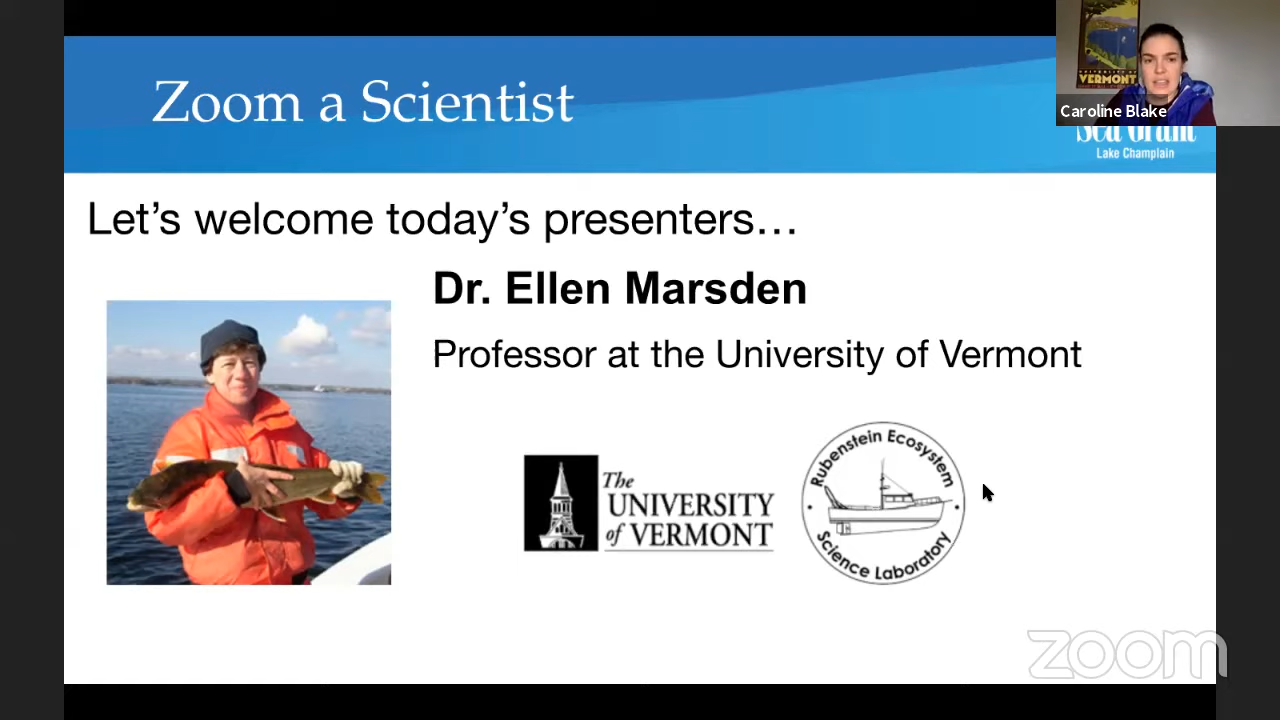 Zoom a Scientist
VERMONT
Caroline Blake
Sea Grant
Lake Champlain
Let’s welcome today’s presenters…
Dr. Ellen Marsden
Professor at the University of Vermont
The
UNIVERSITY
of VERMONT
Rubenstein Ecosystem
Science Laboratory
zoom